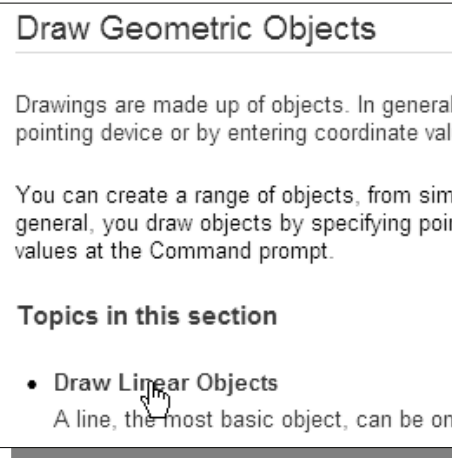 Draw Geometric Objects
Drawings are made up of objects. In general
pointing device or by entering coordinate val
You can create a range of objects, from sim
general, you draw objects by specifying poi
values at the Command prompt.
Topics in this section
• Draw Linear Objects
A line, the most basic object, can be on